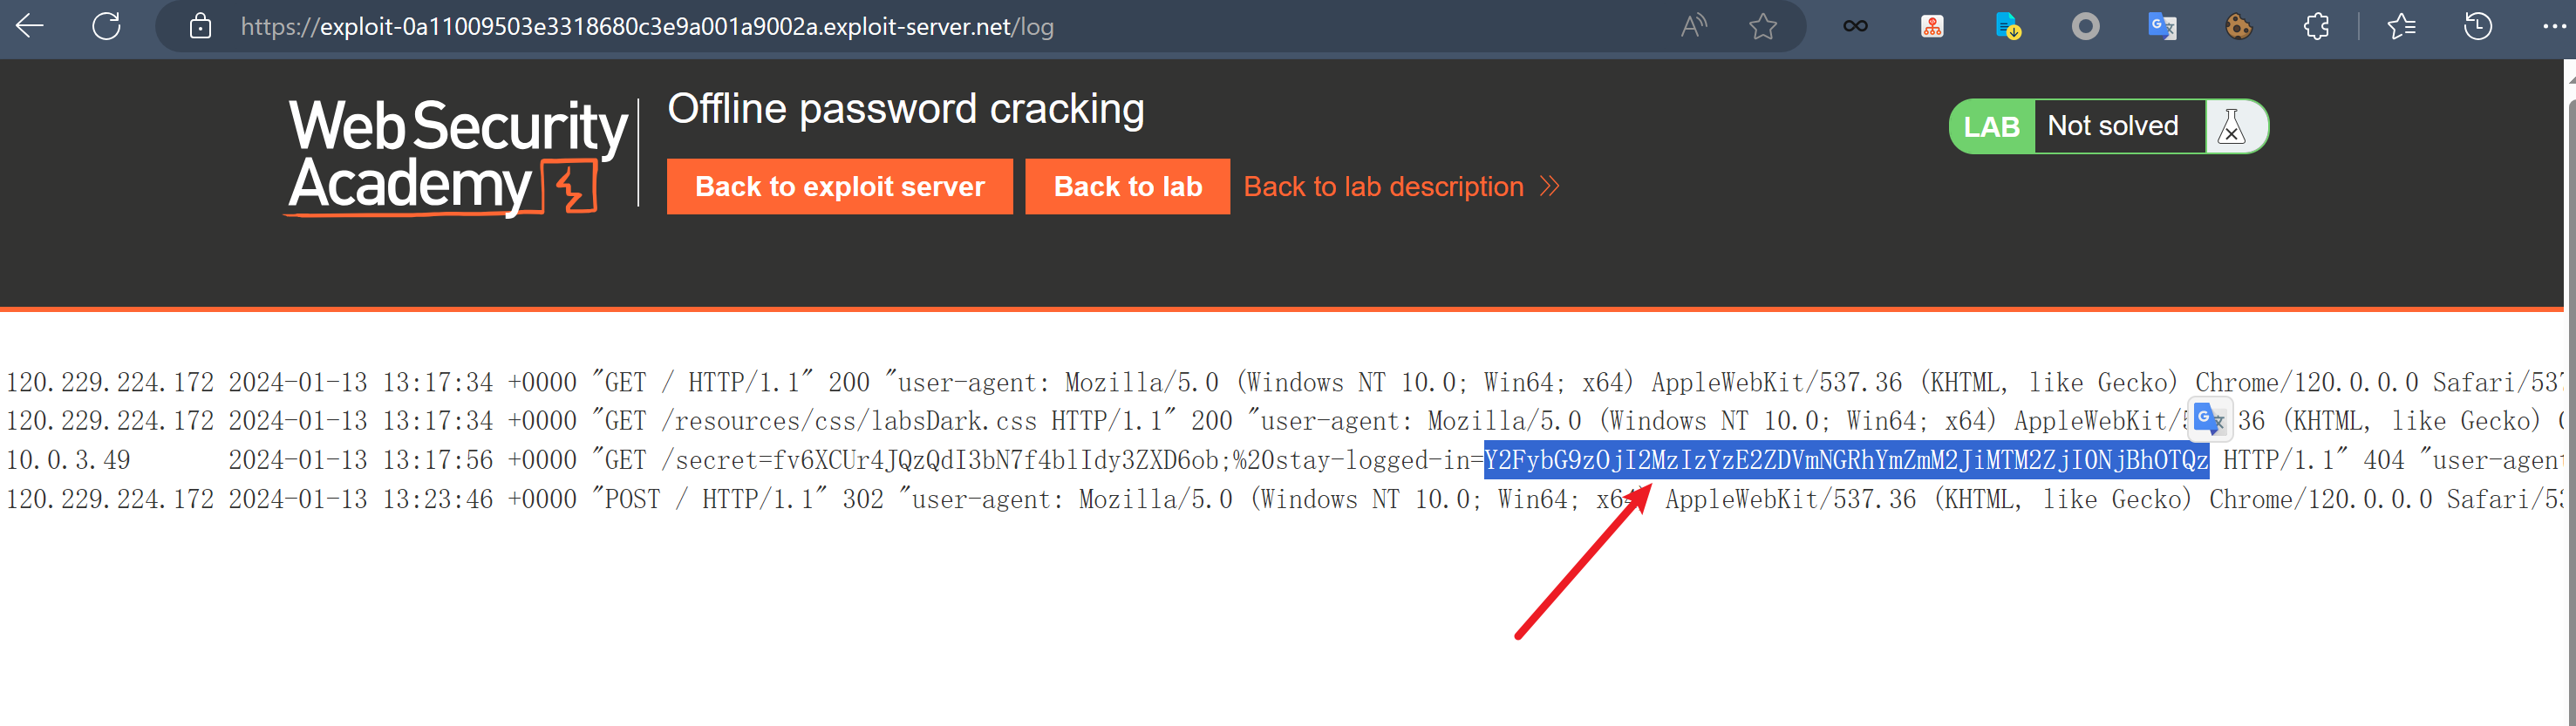 https://exploit-0a11009503e3318680c3e9a001a9002a.exploit-server.net/log
Web Security
Academy
Offline password cracking
LAB Not solved
Back to exploit server Back to lab Back to lab description
120.229.224.172 2024-01-13 13:17:34 +0000 "GET / HTTP/1.1" 200 "user-agent: Mozilla/5.0 (Windows NT 10.0; Win64; x64) AppleWebKit/537.36 (KHTML, like Gecko) Chrome/120.0.0.0 Safari/537
120.229.224.172 2024-01-13 13:17:34 +0000 "GET /resources/css/labsDark.css HTTP/1.1" 200 "user-agent: Mozilla/5.0 (Windows NT 10.0; Win64; x64) AppleWebKit/5 36 (KHTML, like Gecko)
10.0.3.49 2024-01-13 13:17:56 +0000 "GET /secret=fv6XCUr4JQzQdI3bN7f4blIdy3ZXD6ob;%20stay-logged-in=Y2FybG9zOjI2MzIzYzE2ZDVmNGRhYmZmM2JiMTM2ZjI0NjBhOTQz HTTP/1.1" 404 "user-agent
120.229.224.172 2024-01-13 13:23:46 +0000 "POST / HTTP/1.1" 302 "user-agent: Mozilla/5.0 (Windows NT 10.0; Win64; x64) AppleWebKit/537.36 (KHTML, like Gecko) Chrome/120.0.0.0 Safari/53